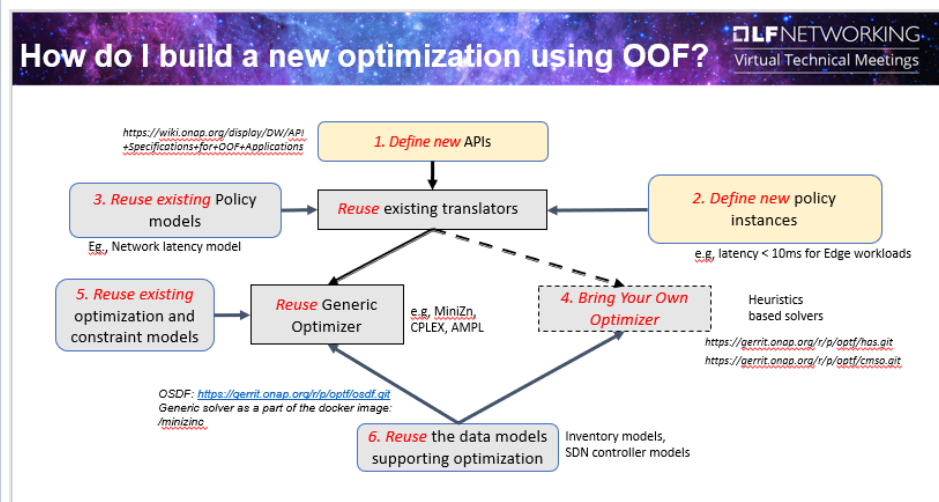 How do I build a new optimization using OOF?
LFNETWORKING
Virtual Technical Meetings
https://wiki.onap.org/display/DW/API
+Specifications+for+OOF+Applications
1. Define new APIs
3. Reuse existing Policy
models
Reuse existing translators
2. Define new policy
instances
Eg., Network latency model
e.g, latency < 10ms for Edge workloads
5. Reuse existing
optimization and
constraint models
Reuse Generic
Optimizer
e.g, MiniZn,
CPLEX, AMPL
4. Bring Your Own
Optimizer
Heuristics
based solvers
https://gerrit.onap.org/r/p/optf/has.git
https://gerrit.onap.org/r/p/optf/cmso.git
OSDF: https://gerrit.onap.org/r/p/optf/osdf.git
Generic solver as a part of the docker image:
/minizinc
6. Reuse the data models
supporting optimization
Inventory models,
SDN controller models